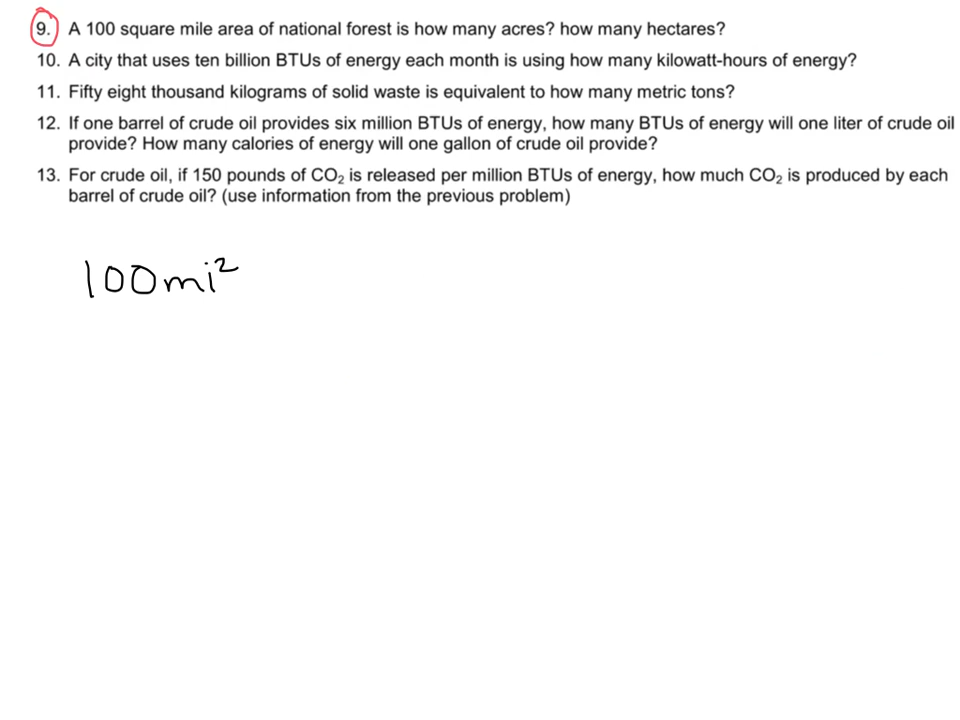 9. A 100 square mile area of national forest is how many acres? how many hectares?
10. A city that uses ten billion BTUs of energy each month is using how many kilowatt-hours of energy?
11. Fifty eight thousand kilograms of solid waste is equivalent to how many metric tons?
12. If one barrel of crude oil provides six million BTUs of energy, how many BTUs of energy will one liter of crude oil
provide? How many calories of energy will one gallon of crude oil provide?
13. For crude oil, if 150 pounds of CO₂ is released per million BTUs of energy, how much CO₂ is produced by each
barrel of crude oil? (use information from the previous problem)
100mi²